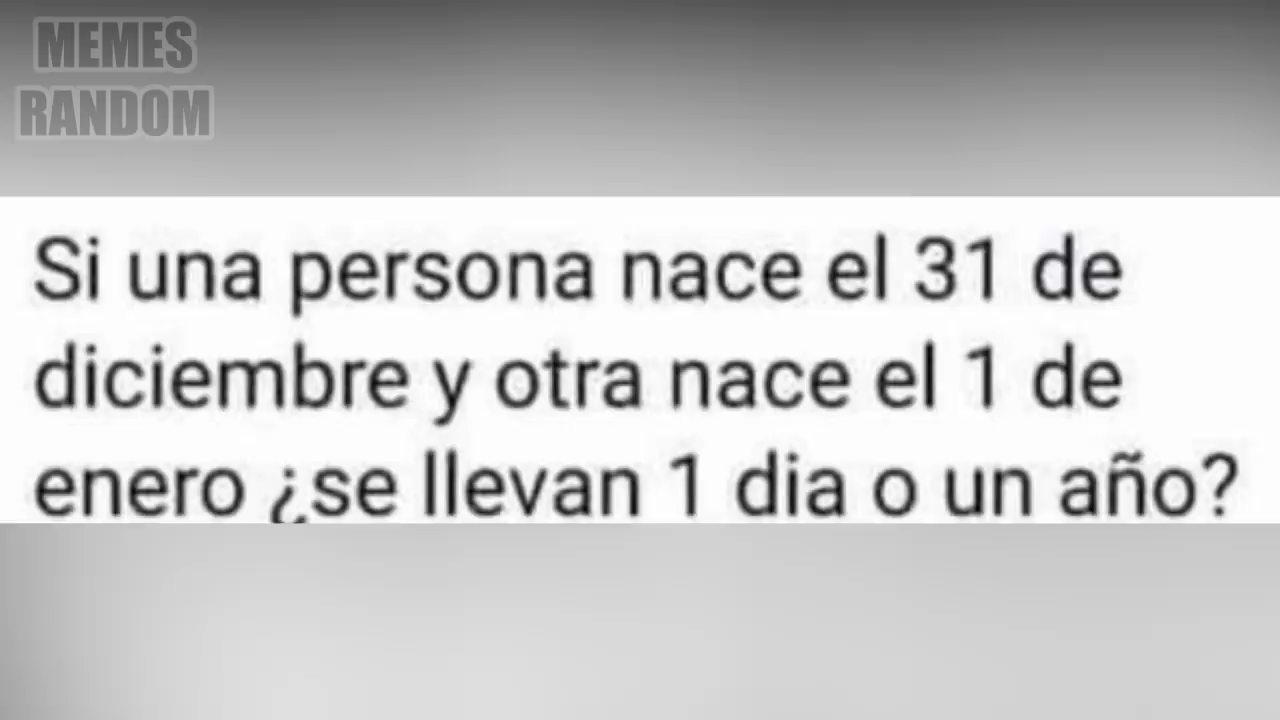 MEMES
RANDOM
Si una persona nace el 31 de
diciembre y otra nace el 1 de
enero ¿se llevan 1 dia o un año?